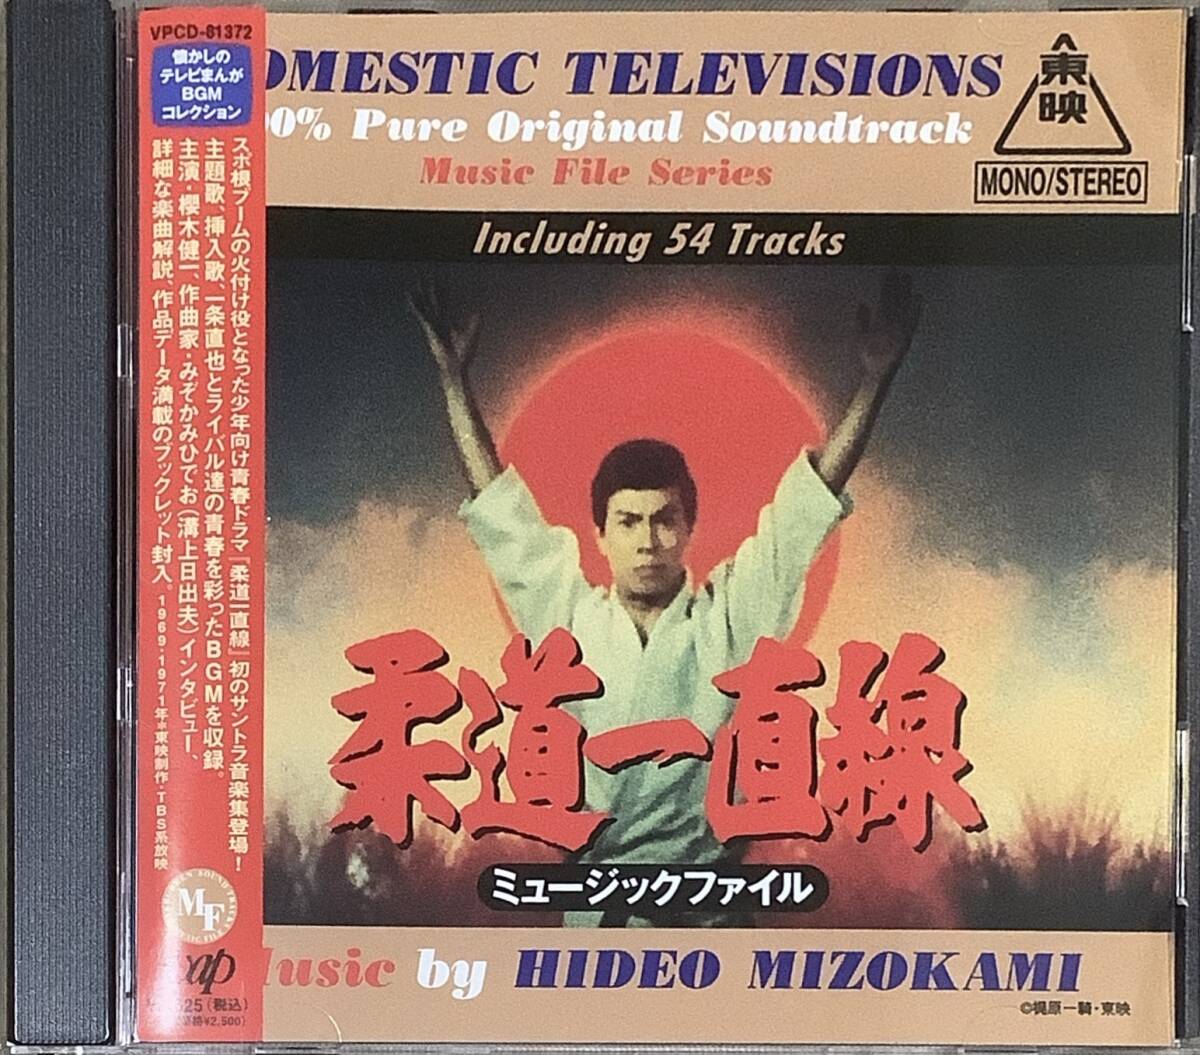 VPCD-81372
懐かしの
テレビまんが
BGM
コレクション
スポ根ブームの火付け役となった少年向け青春ドラマ『柔道一直線』初のサントラ音楽集登場!
主題歌、挿入歌、一条直也とライバル達の青春を彩ったBGMを収録。
主演・櫻木健一、作曲家・みぞかみひでお(溝上日出夫)インタビュー、
詳細な楽曲解説、作品データ満載のブックレット封入。1969-1971年*東映制作・TBS系放映
MF
MUSIC FILE
vap
(税込)
¥2,500)
OMESTIC TELEVISIONS
00% Pure Original Soundtrack
Music File Series
東映
MONO/STEREO
Including 54 Tracks
柔道一直線
ミュージックファイル
Music by HIDEO MIZOKAMI
©梶原一騎・東映